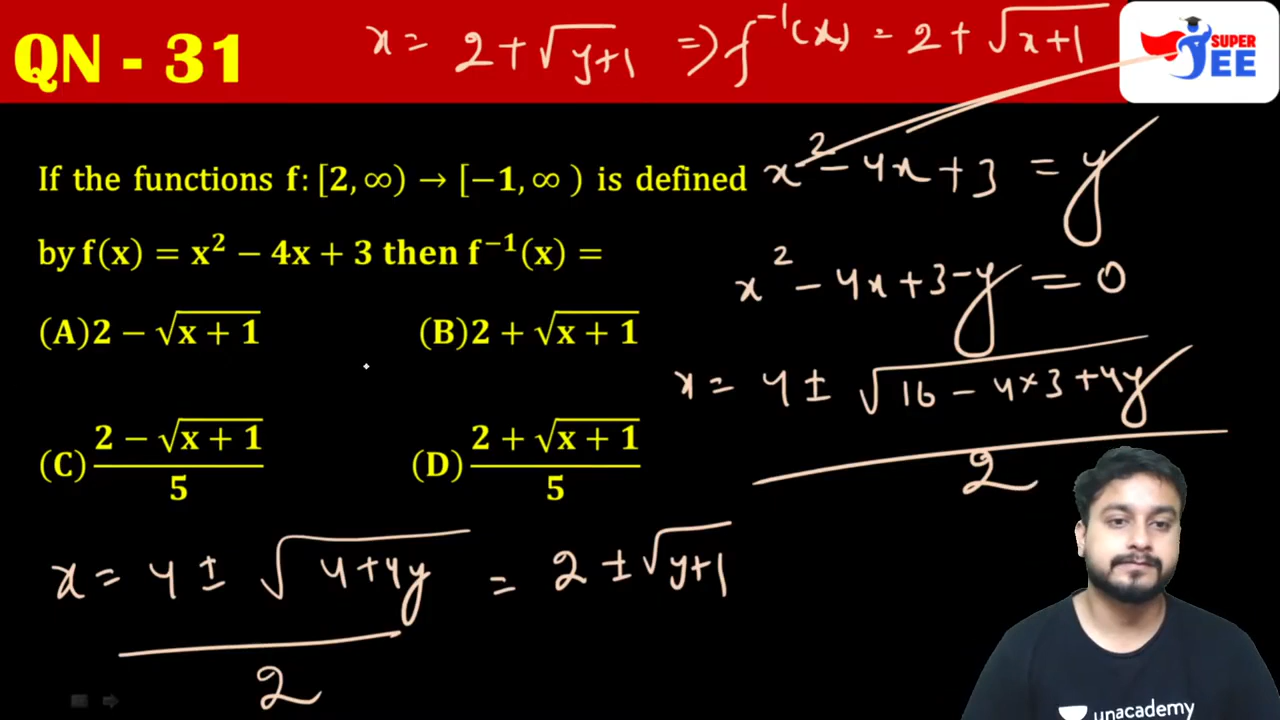 QN - 31
x = 2 + √y+1 ⇒ f⁻¹(x) = 2 + √x+1
SUPER
JEE
If the functions f: [2, ∞) → [−1, ∞ ) is defined
by f(x) = x² − 4x + 3 then f⁻¹(x) =
(A) 2 − √x + 1
(B) 2 + √x + 1
(C) (2 − √x + 1)/5
(D) (2 + √x + 1)/5
x² − 4x + 3 = y
x² − 4x + 3 − y = 0
x = (4 ± √16 − 4×3 + 4y)/2
x = (4 ± √4+4y)/2 = 2 ± √y+1
unacademy